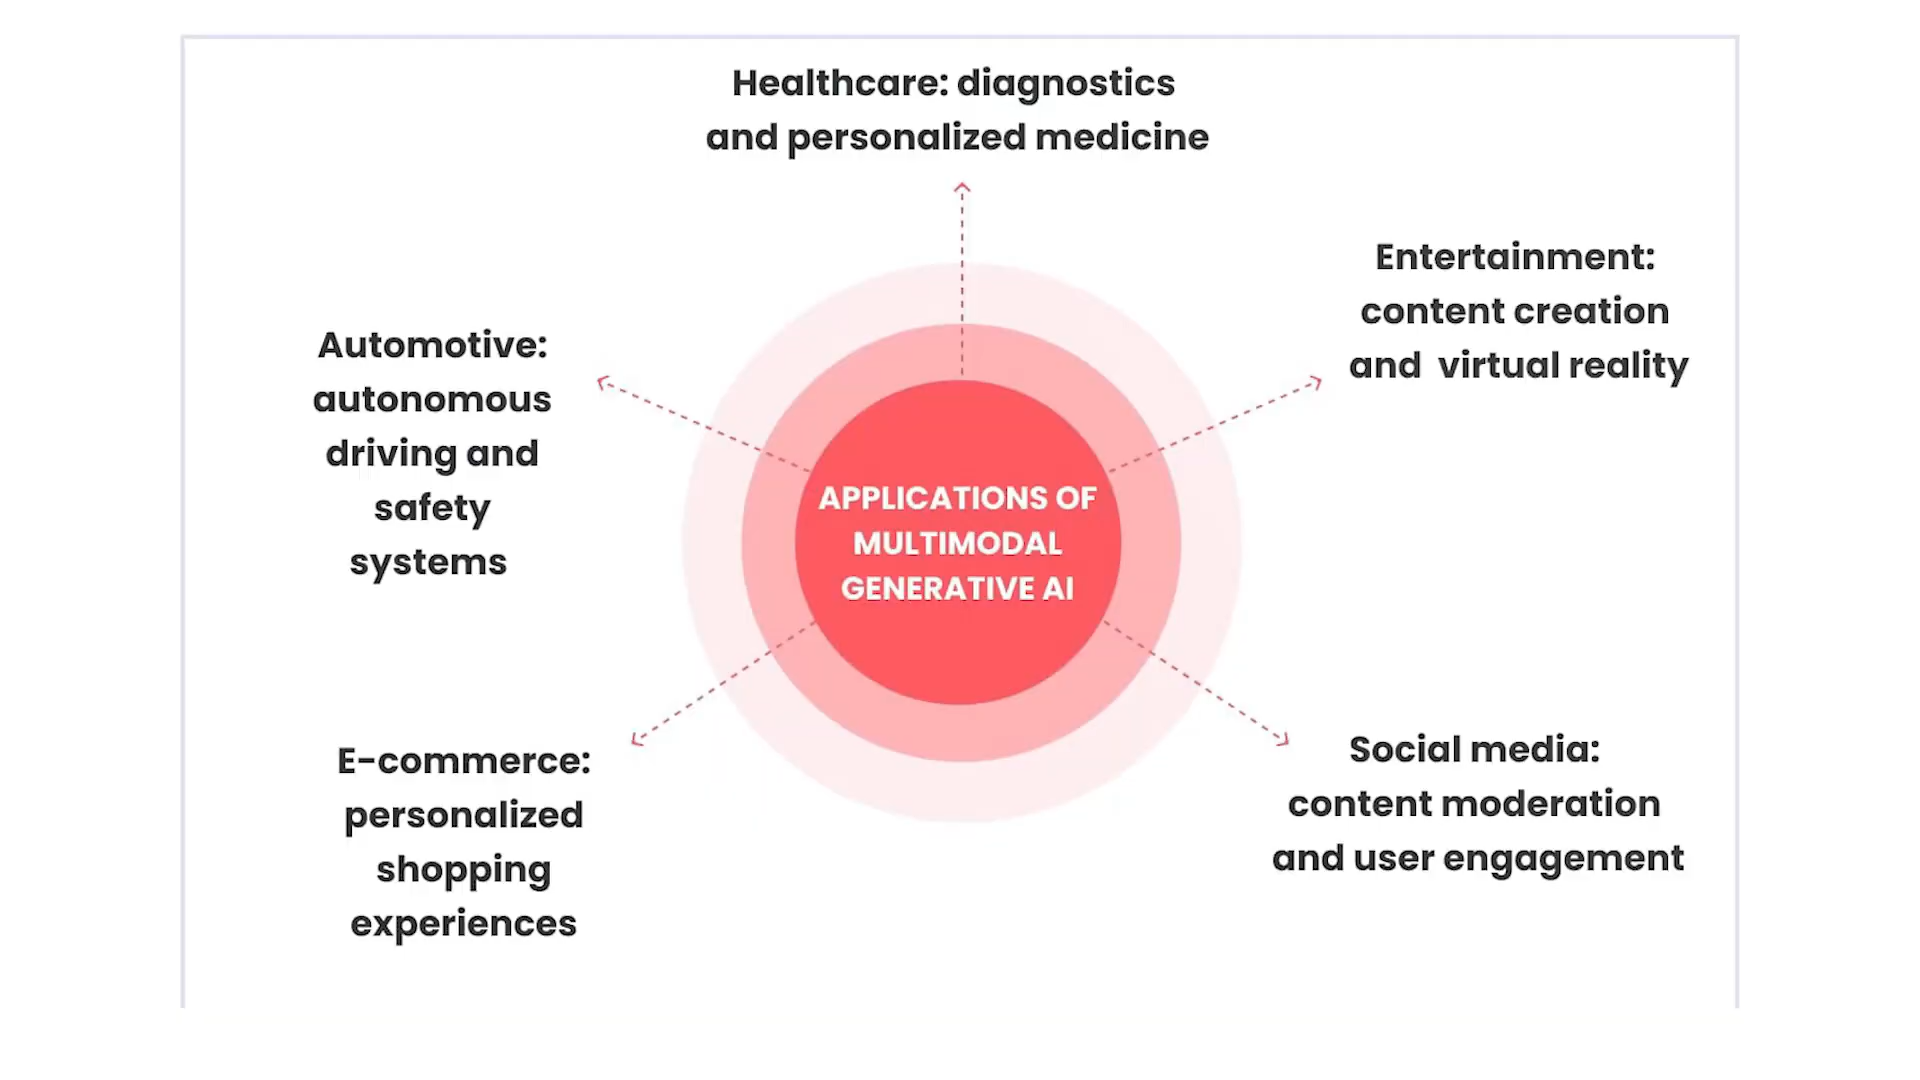 Healthcare: diagnostics
and personalized medicine
Entertainment:
content creation
and virtual reality
Automotive:
autonomous
driving and
safety
systems
APPLICATIONS OF
MULTIMODAL
GENERATIVE AI
E-commerce:
personalized
shopping
experiences
Social media:
content moderation
and user engagement